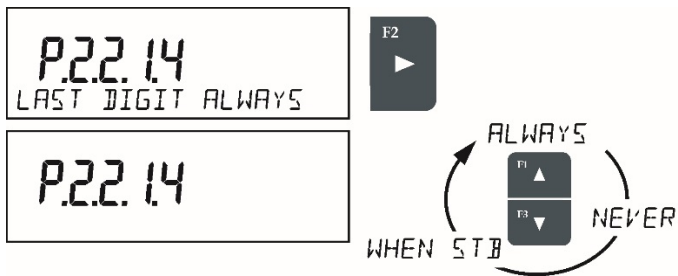 P.2.2.1.4
LAST DIGIT ALWAYS
F2
P.2.2.1.4
ALWAYS
F1
F3
NEVER
WHEN STB